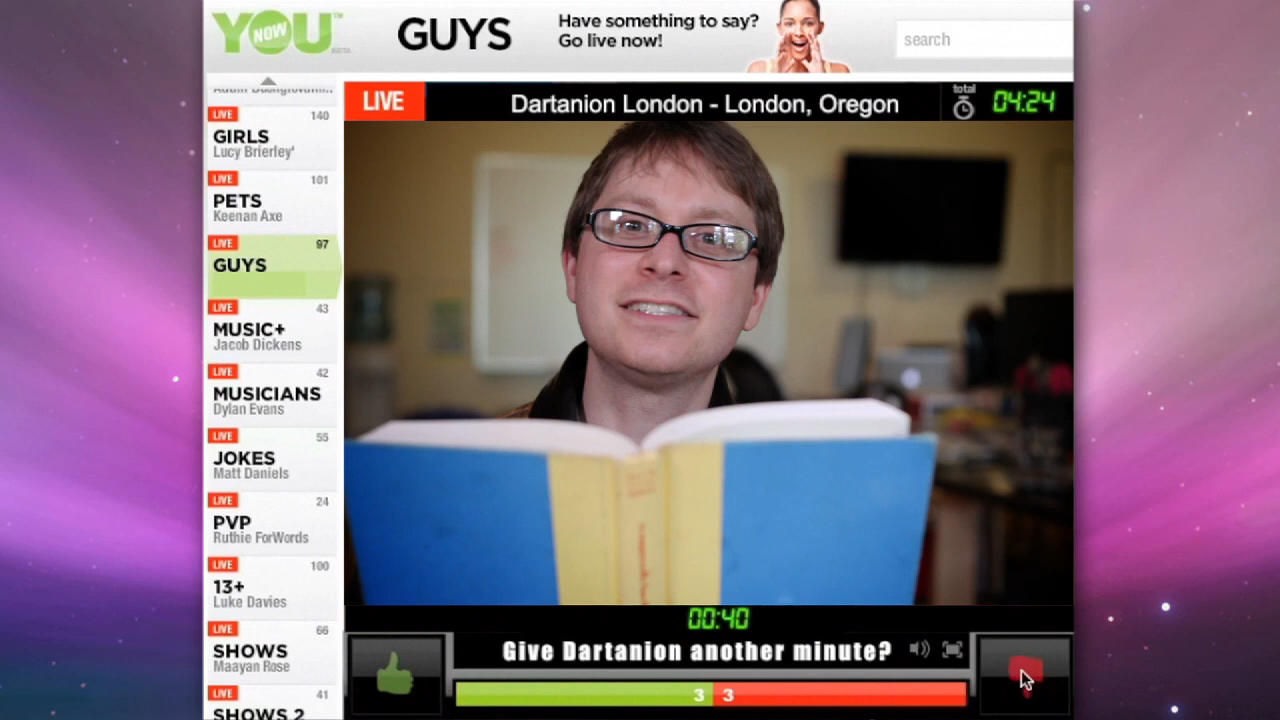 YOU NOW ™
BETA
GUYS
Have something to say?
Go live now!
search
LIVE 140
GIRLS
Lucy Brierley'
LIVE 101
PETS
Keenan Axe
LIVE 97
GUYS
LIVE 43
MUSIC+
Jacob Dickens
LIVE 42
MUSICIANS
Dylan Evans
LIVE 55
JOKES
Matt Daniels
LIVE 24
PVP
Ruthie ForWords
LIVE 100
13+
Luke Davies
LIVE 66
SHOWS
Maayan Rose
LIVE 41
SHOWS 2
LIVE
Dartanion London - London, Oregon
total
04:24
00:40
Give Dartanion another minute?
3 3